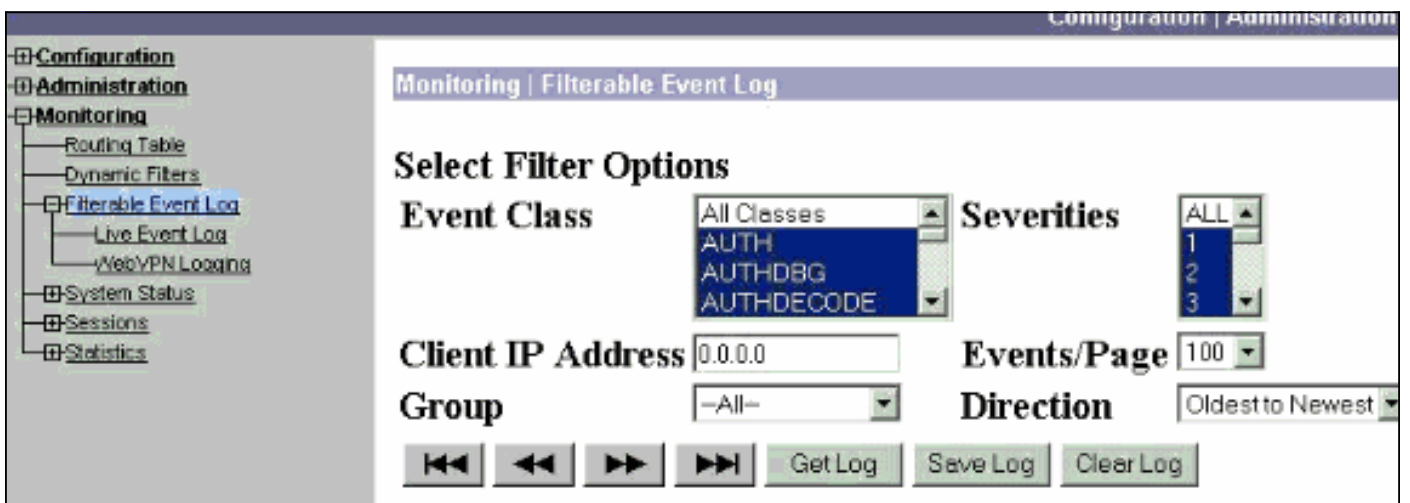 Configuration | Administration
Configuration
Administration
Monitoring
Routing Table
Dynamic Filters
Filterable Event Log
Live Event Log
WebVPN Logging
System Status
Sessions
Statistics
Monitoring | Filterable Event Log
Select Filter Options
Event Class
All Classes
AUTH
AUTHDBG
AUTHDECODE
Severities
ALL
1
2
3
Client IP Address 0.0.0.0
Events/Page 100
Group --All--
Direction Oldest to Newest
Get Log Save Log Clear Log